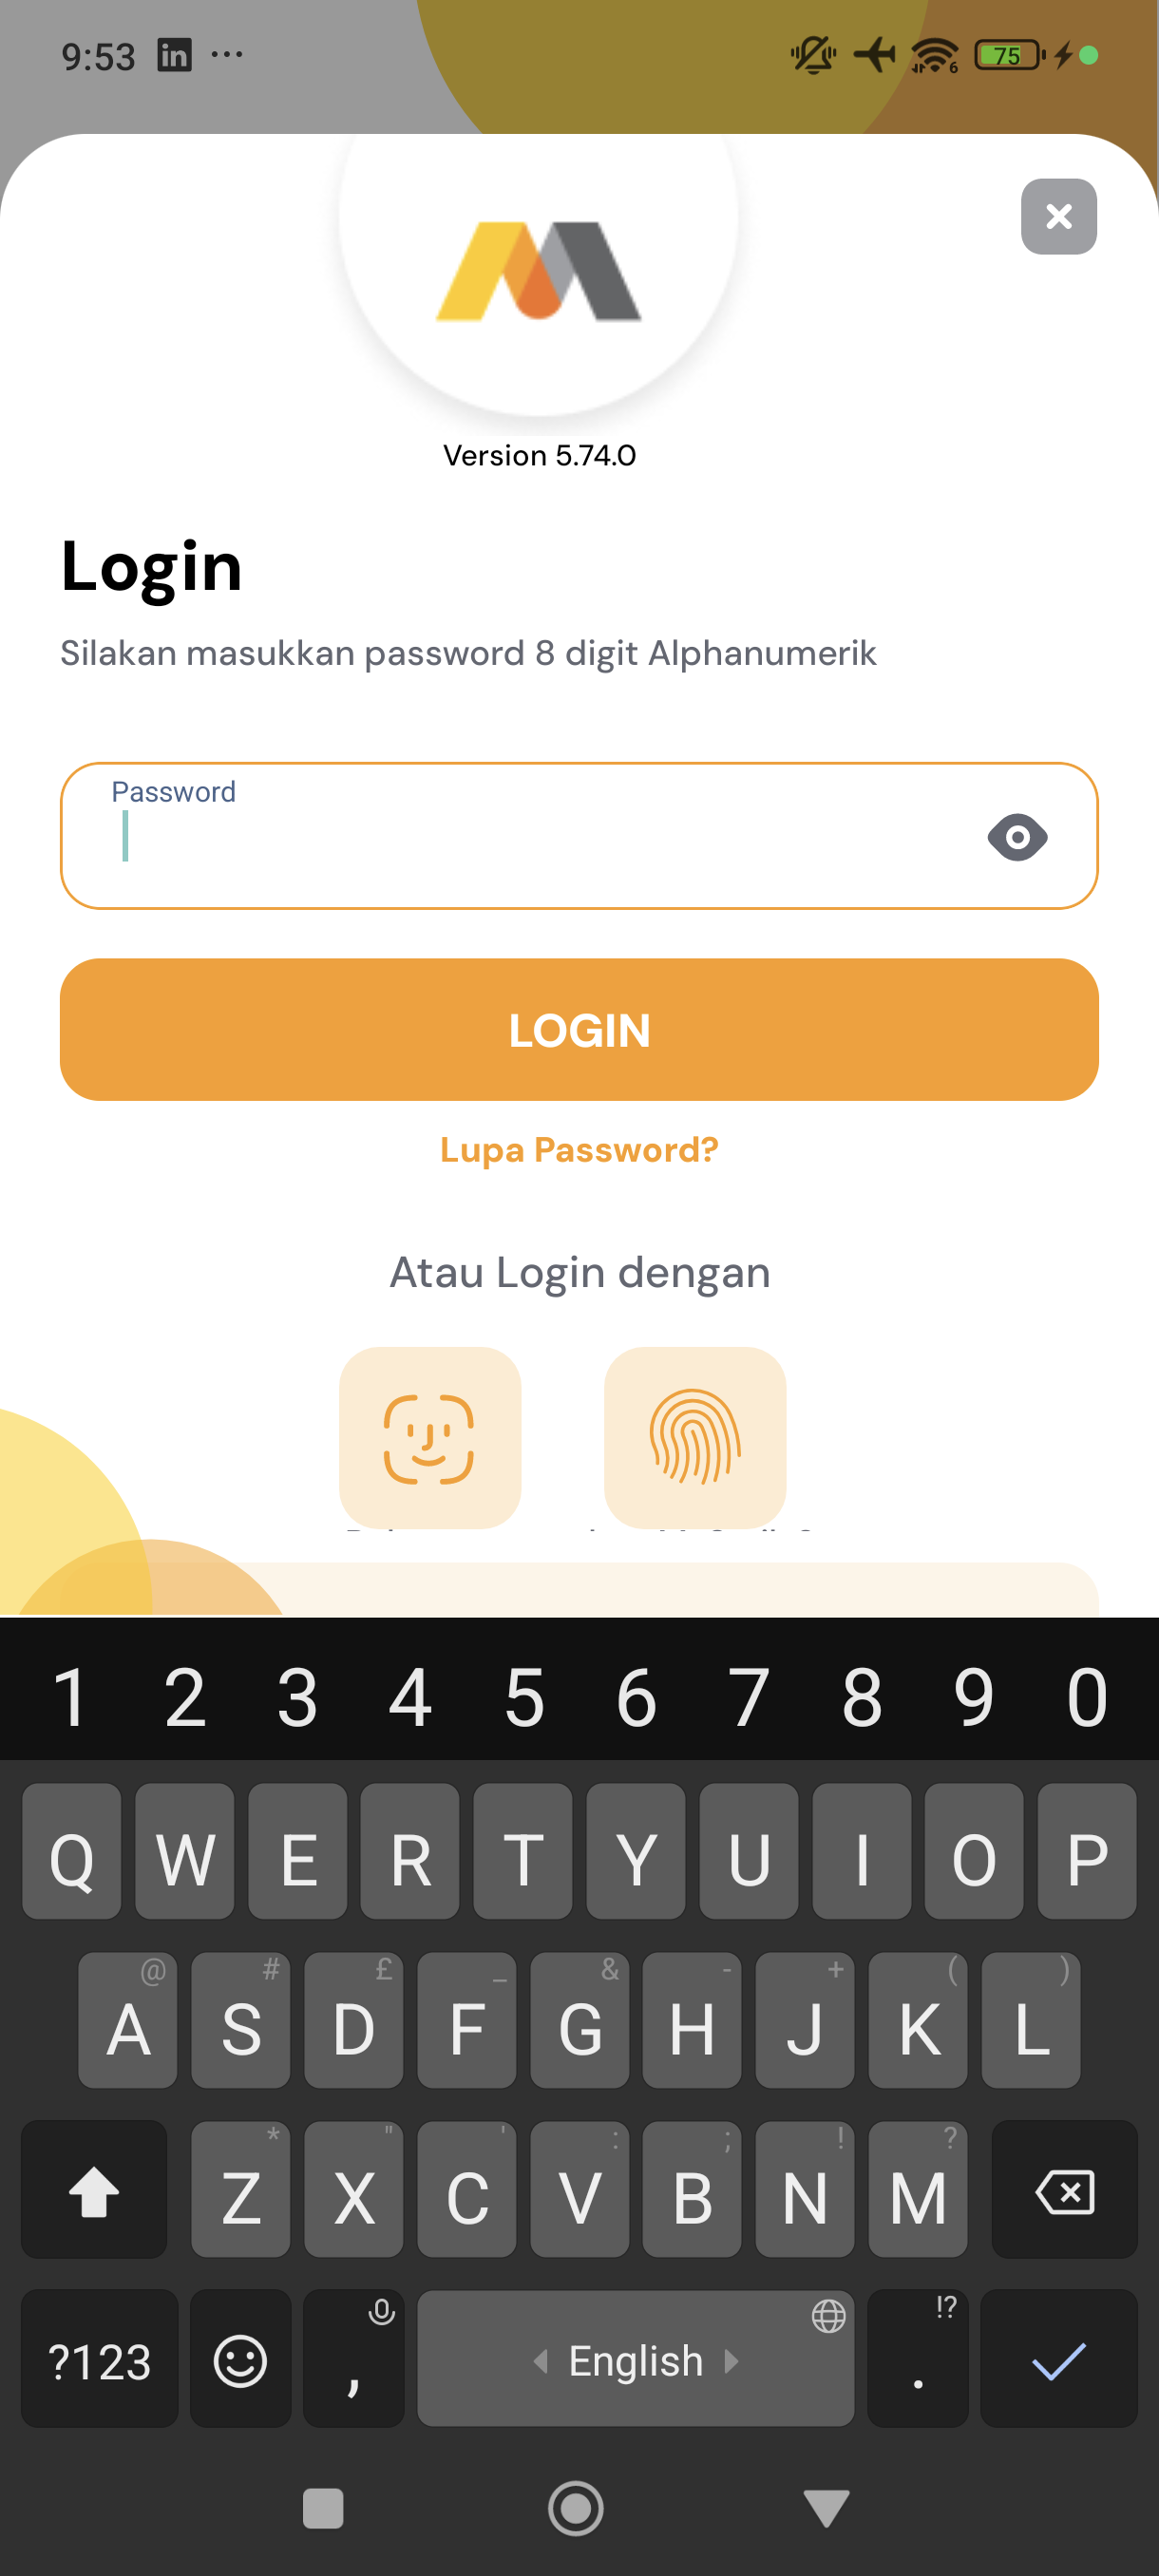 9:53 in ...
6 75
Version 5.74.0
Login
Silakan masukkan password 8 digit Alphanumerik
Password
LOGIN
Lupa Password?
Atau Login dengan
1 2 3 4 5 6 7 8 9 0
Q W E R T Y U I O P
@ # £ _ & - + ( )
A S D F G H J K L
* " ' : ; ! ?
Z X C V B N M
!?
?123 , English .